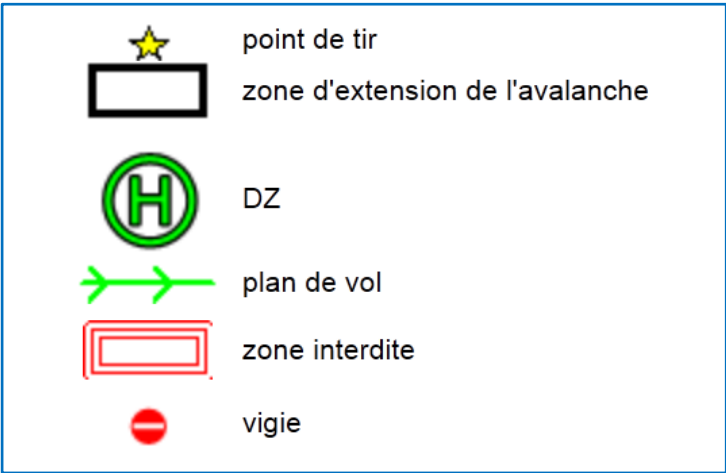 point de tir
zone d'extension de l'avalanche
H
DZ
plan de vol
zone interdite
vigie